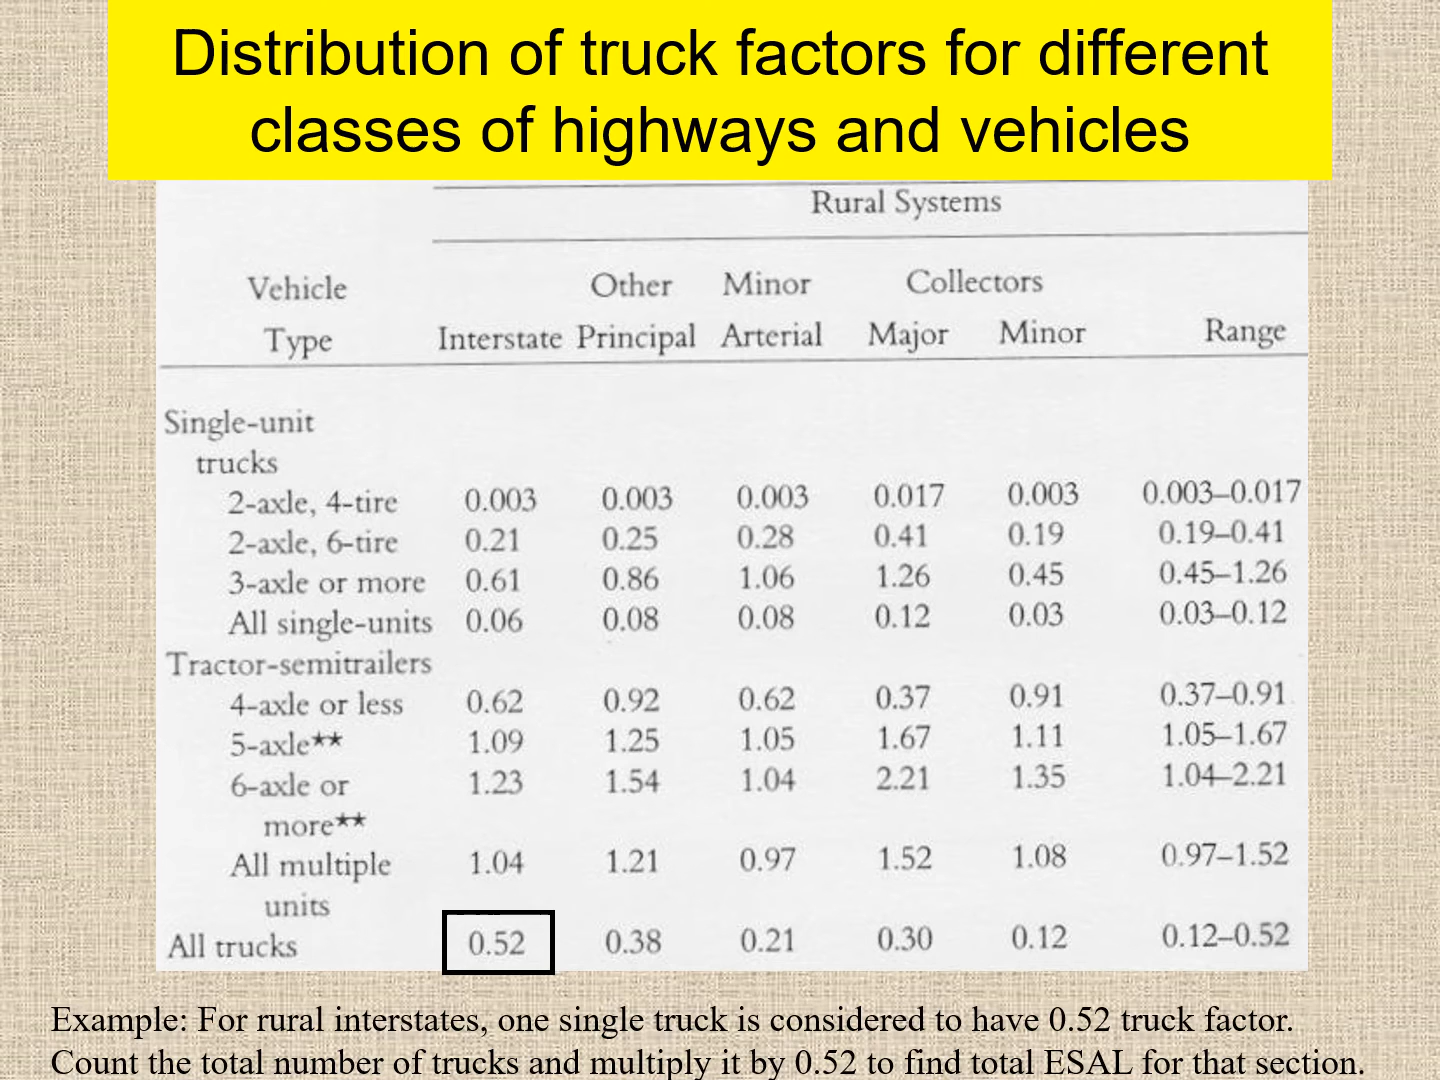 Distribution of truck factors for different
classes of highways and vehicles
Rural Systems
Vehicle Other Minor Collectors
Type Interstate Principal Arterial Major Minor Range
Single-unit
trucks
2-axle, 4-tire 0.003 0.003 0.003 0.017 0.003 0.003–0.017
2-axle, 6-tire 0.21 0.25 0.28 0.41 0.19 0.19–0.41
3-axle or more 0.61 0.86 1.06 1.26 0.45 0.45–1.26
All single-units 0.06 0.08 0.08 0.12 0.03 0.03–0.12
Tractor-semitrailers
4-axle or less 0.62 0.92 0.62 0.37 0.91 0.37–0.91
5-axle★★ 1.09 1.25 1.05 1.67 1.11 1.05–1.67
6-axle or 1.23 1.54 1.04 2.21 1.35 1.04–2.21
more★★
All multiple 1.04 1.21 0.97 1.52 1.08 0.97–1.52
units
All trucks 0.52 0.38 0.21 0.30 0.12 0.12–0.52
Example: For rural interstates, one single truck is considered to have 0.52 truck factor.
Count the total number of trucks and multiply it by 0.52 to find total ESAL for that section.